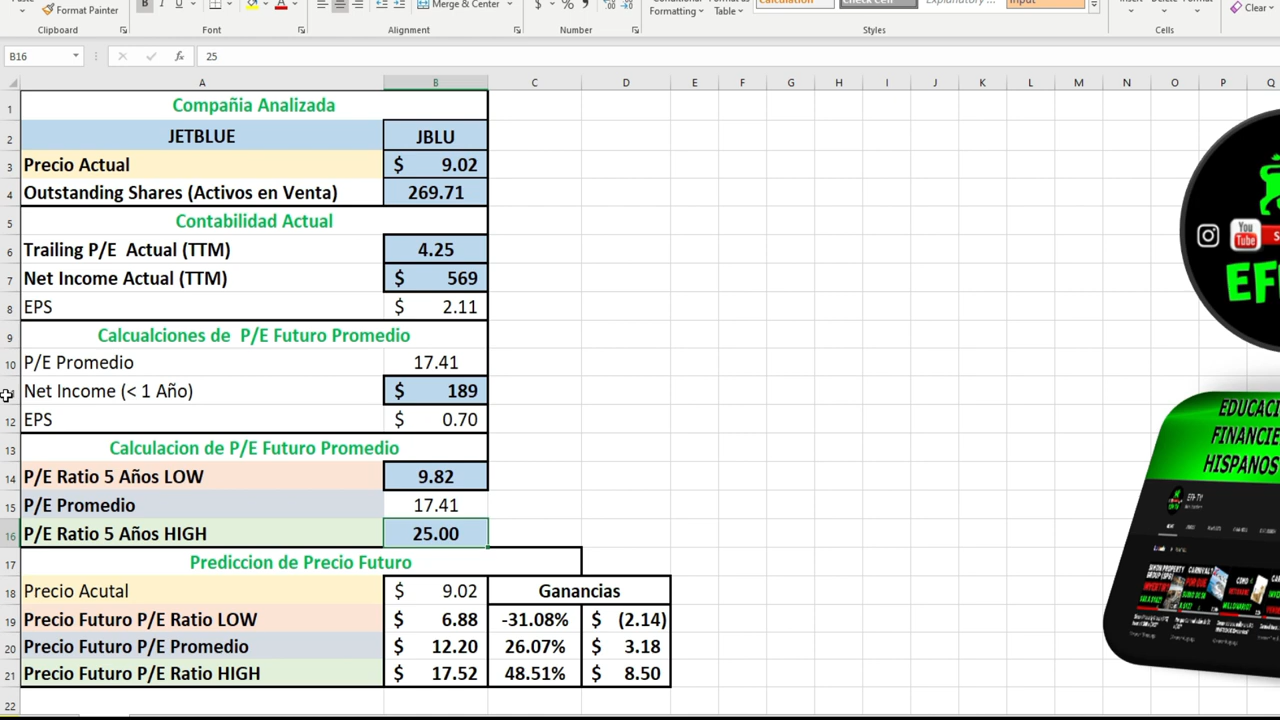 Format Painter
Merge & Center
$ % 9
Formatting Table
Calculation Check Cell Explanatory ... Input
Clear
Clipboard Font Alignment Number Styles Cells
B16 fx 25
A B C D E F G H I J K L M N O P Q
1 Compañia Analizada
2 JETBLUE JBLU
3 Precio Actual $ 9.02
4 Outstanding Shares (Activos en Venta) 269.71
5 Contabilidad Actual
6 Trailing P/E Actual (TTM) 4.25
7 Net Income Actual (TTM) $ 569
8 EPS $ 2.11
9 Calcualciones de P/E Futuro Promedio
10 P/E Promedio 17.41
Net Income (< 1 Año) $ 189
12 EPS $ 0.70
13 Calculacion de P/E Futuro Promedio
14 P/E Ratio 5 Años LOW 9.82
15 P/E Promedio 17.41
16 P/E Ratio 5 Años HIGH 25.00
17 Prediccion de Precio Futuro
18 Precio Acutal $ 9.02 Ganancias
19 Precio Futuro P/E Ratio LOW $ 6.88 -31.08% $ (2.14)
20 Precio Futuro P/E Promedio $ 12.20 26.07% $ 3.18
21 Precio Futuro P/E Ratio HIGH $ 17.52 48.51% $ 8.50
22
You
Tube
S
EF
EDUCACI
FINANCIE
HISPANOS
EFH TV